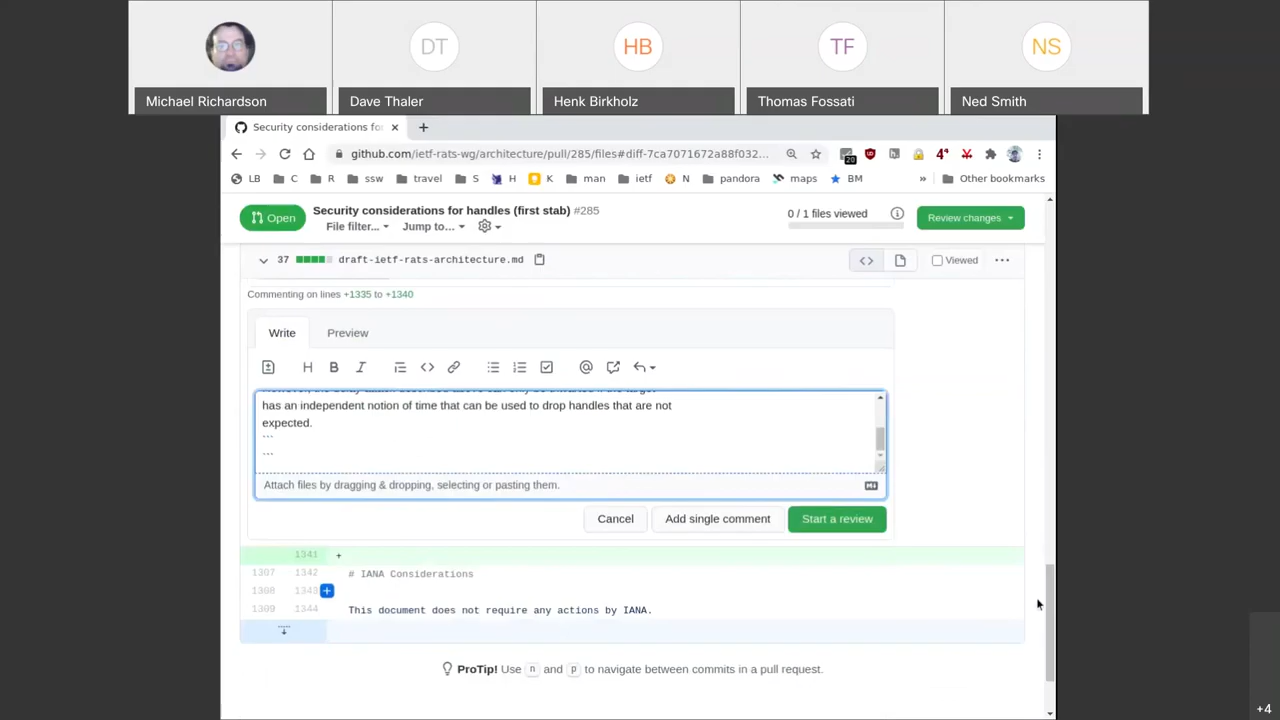 DT
HB
TF
NS
Michael Richardson
Dave Thaler
Henk Birkholz
Thomas Fossati
Ned Smith
Security considerations fo
github.com/ietf-rats-wg/architecture/pull/285/files#diff-7ca7071672a88f032...
20
4
LB
C
R
ssw
travel
S
H
K
man
ietf
N
pandora
maps
BM
»
Other bookmarks
Open
Security considerations for handles (first stab) #285
File filter...
Jump to...
0 / 1 files viewed
Review changes
37
draft-ietf-rats-architecture.md
Viewed
Commenting on lines +1335 to +1340
Write
Preview
has an independent notion of time that can be used to drop handles that are not
expected.
```
Attach files by dragging & dropping, selecting or pasting them.
Cancel
Add single comment
Start a review
1341 +
1307 1342 # IANA Considerations
1308 1343
1309 1344 This document does not require any actions by IANA.
ProTip! Use n and p to navigate between commits in a pull request.
+4